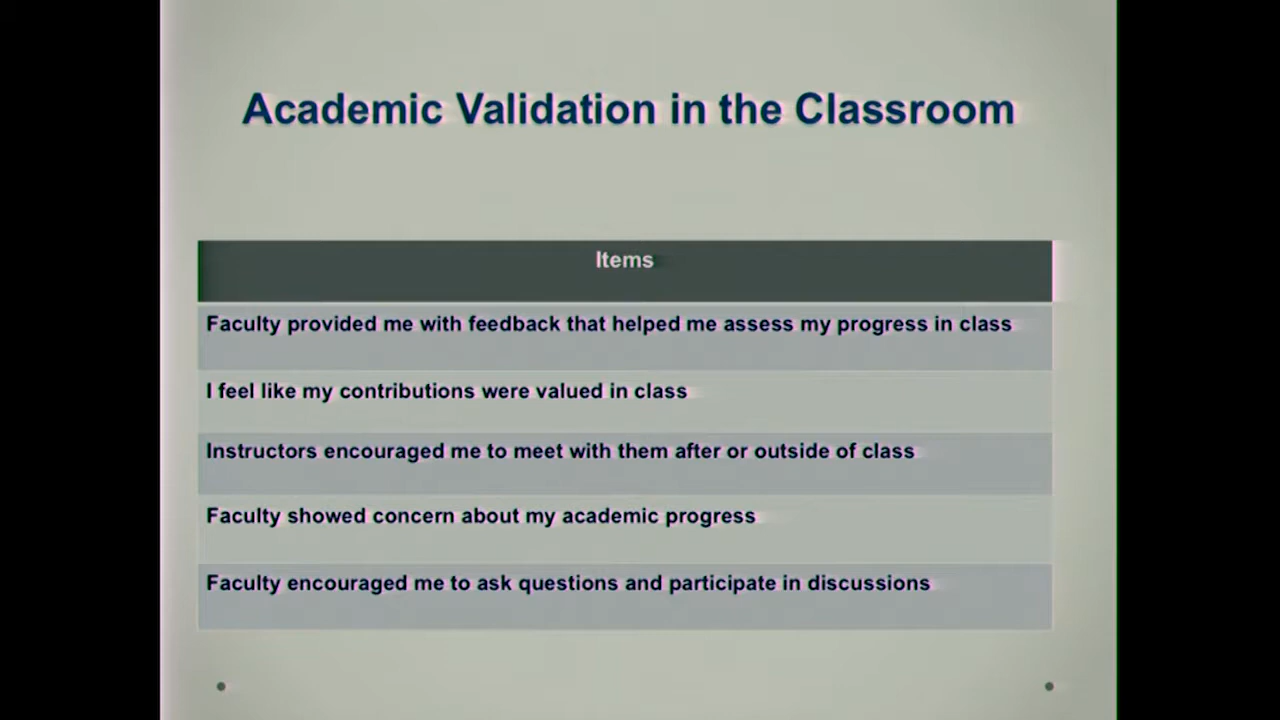 Academic Validation in the Classroom
Items
Faculty provided me with feedback that helped me assess my progress in class
I feel like my contributions were valued in class
Instructors encouraged me to meet with them after or outside of class
Faculty showed concern about my academic progress
Faculty encouraged me to ask questions and participate in discussions